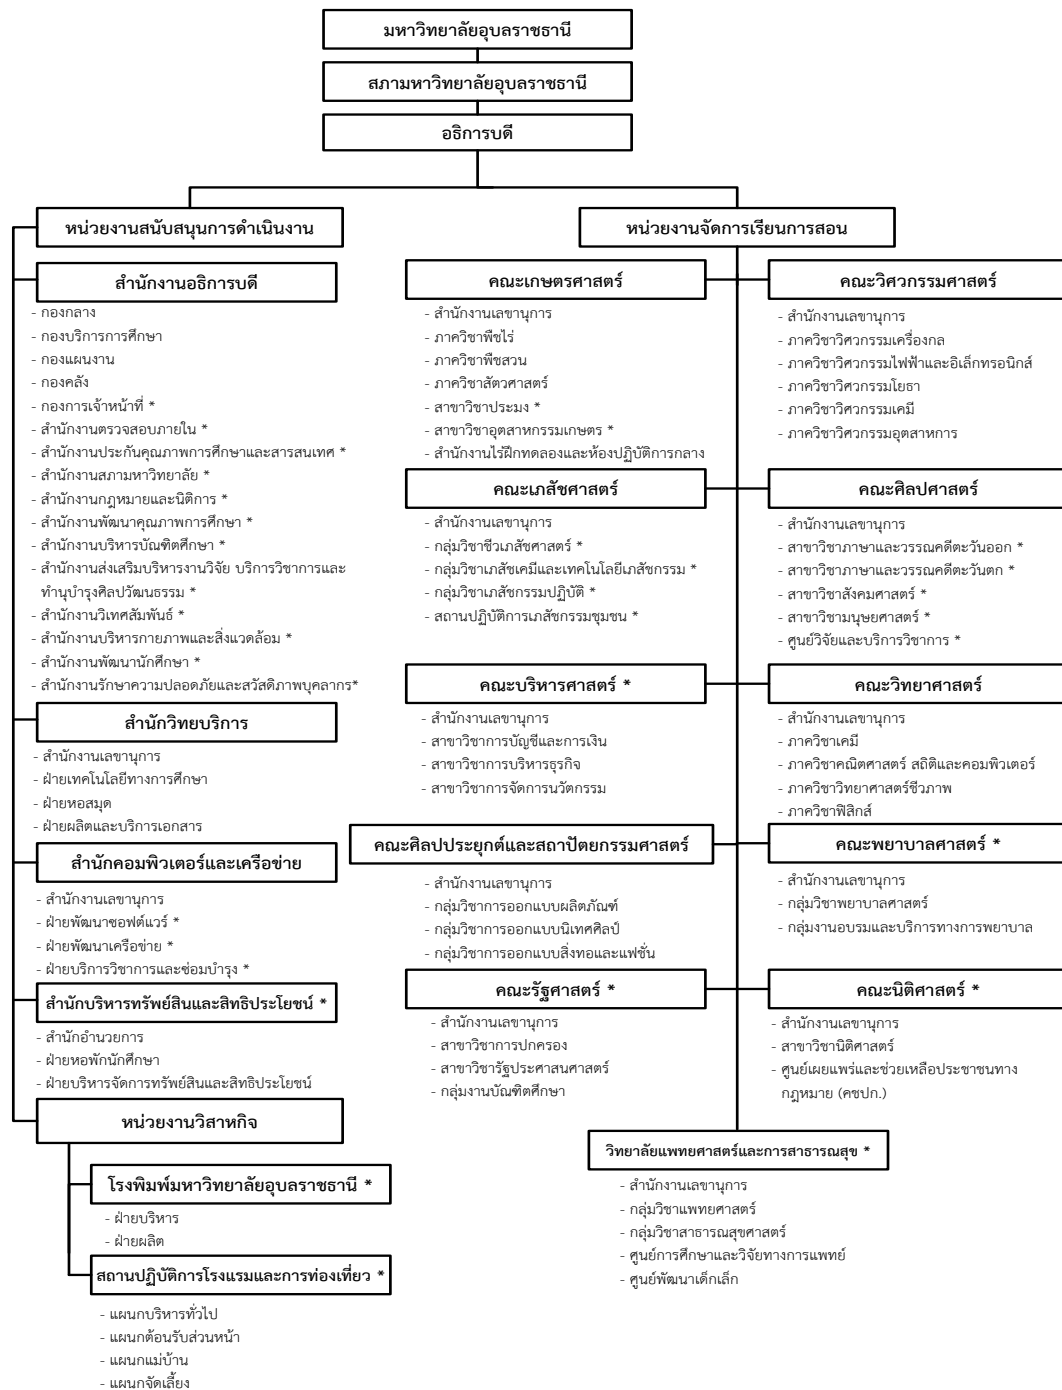 มหาวิทยาลัยอุบลราชธานี
สภามหาวิทยาลัยอุบลราชธานี
อธิการบดี
หน่วยงานสนับสนุนการดำเนินงาน
สำนักงานอธิการบดี
- กองกลาง
- กองบริการการศึกษา
- กองแผนงาน
- กองคลัง
- กองการเจ้าหน้าที่ *
- สำนักงานตรวจสอบภายใน *
- สำนักงานประกันคุณภาพการศึกษาและสารสนเทศ *
- สำนักงานสภามหาวิทยาลัย *
- สำนักงานกฎหมายและนิติการ *
- สำนักงานพัฒนาคุณภาพการศึกษา *
- สำนักงานบริหารบัณฑิตศึกษา *
- สำนักงานส่งเสริมบริหารงานวิจัย บริการวิชาการและ
ทำนุบำรุงศิลปวัฒนธรรม *
- สำนักงานวิเทศสัมพันธ์ *
- สำนักงานบริหารกายภาพและสิ่งแวดล้อม *
- สำนักงานพัฒนานักศึกษา *
- สำนักงานรักษาความปลอดภัยและสวัสดิภาพบุคลากร*
สำนักวิทยบริการ
- สำนักงานเลขานุการ
- ฝ่ายเทคโนโลยีทางการศึกษา
- ฝ่ายหอสมุด
- ฝ่ายผลิตและบริการเอกสาร
สำนักคอมพิวเตอร์และเครือข่าย
- สำนักงานเลขานุการ
- ฝ่ายพัฒนาซอฟต์แวร์ *
- ฝ่ายพัฒนาเครือข่าย *
- ฝ่ายบริการวิชาการและซ่อมบำรุง *
สำนักบริหารทรัพย์สินและสิทธิประโยชน์ *
- สำนักอำนวยการ
- ฝ่ายหอพักนักศึกษา
- ฝ่ายบริหารจัดการทรัพย์สินและสิทธิประโยชน์
หน่วยงานวิสาหกิจ
โรงพิมพ์มหาวิทยาลัยอุบลราชธานี *
- ฝ่ายบริหาร
- ฝ่ายผลิต
สถานปฏิบัติการโรงแรมและการท่องเที่ยว *
- แผนกบริหารทั่วไป
- แผนกต้อนรับส่วนหน้า
- แผนกแม่บ้าน
- แผนกจัดเลี้ยง
หน่วยงานจัดการเรียนการสอน
คณะเกษตรศาสตร์
- สำนักงานเลขานุการ
- ภาควิชาพืชไร่
- ภาควิชาพืชสวน
- ภาควิชาสัตวศาสตร์
- สาขาวิชาประมง *
- สาขาวิชาอุตสาหกรรมเกษตร *
- สำนักงานไร่ฝึกทดลองและห้องปฏิบัติการกลาง
คณะวิศวกรรมศาสตร์
- สำนักงานเลขานุการ
- ภาควิชาวิศวกรรมเครื่องกล
- ภาควิชาวิศวกรรมไฟฟ้าและอิเล็กทรอนิกส์
- ภาควิชาวิศวกรรมโยธา
- ภาควิชาวิศวกรรมเคมี
- ภาควิชาวิศวกรรมอุตสาหการ
คณะเภสัชศาสตร์
- สำนักงานเลขานุการ
- กลุ่มวิชาชีวเภสัชศาสตร์ *
- กลุ่มวิชาเภสัชเคมีและเทคโนโลยีเภสัชกรรม *
- กลุ่มวิชาเภสัชกรรมปฏิบัติ *
- สถานปฏิบัติการเภสัชกรรมชุมชน *
คณะศิลปศาสตร์
- สำนักงานเลขานุการ
- สาขาวิชาภาษาและวรรณคดีตะวันออก *
- สาขาวิชาภาษาและวรรณคดีตะวันตก *
- สาขาวิชาสังคมศาสตร์ *
- สาขาวิชามนุษยศาสตร์ *
- ศูนย์วิจัยและบริการวิชาการ *
คณะบริหารศาสตร์ *
- สำนักงานเลขานุการ
- สาขาวิชาการบัญชีและการเงิน
- สาขาวิชาการบริหารธุรกิจ
- สาขาวิชาการจัดการนวัตกรรม
คณะวิทยาศาสตร์
- สำนักงานเลขานุการ
- ภาควิชาเคมี
- ภาควิชาคณิตศาสตร์ สถิติและคอมพิวเตอร์
- ภาควิชาวิทยาศาสตร์ชีวภาพ
- ภาควิชาฟิสิกส์
คณะศิลปประยุกต์และสถาปัตยกรรมศาสตร์
- สำนักงานเลขานุการ
- กลุ่มวิชาการออกแบบผลิตภัณฑ์
- กลุ่มวิชาการออกแบบนิเทศศิลป์
- กลุ่มวิชาการออกแบบสิ่งทอและแฟชั่น
คณะพยาบาลศาสตร์ *
- สำนักงานเลขานุการ
- กลุ่มวิชาพยาบาลศาสตร์
- กลุ่มงานอบรมและบริการทางการพยาบาล
คณะรัฐศาสตร์ *
- สำนักงานเลขานุการ
- สาขาวิชาการปกครอง
- สาขาวิชารัฐประศาสนศาสตร์
- กลุ่มงานบัณฑิตศึกษา
คณะนิติศาสตร์ *
- สำนักงานเลขานุการ
- สาขาวิชานิติศาสตร์
- ศูนย์เผยแพร่และช่วยเหลือประชาชนทาง
กฎหมาย (คชปก.)
วิทยาลัยแพทยศาสตร์และการสาธารณสุข *
- สำนักงานเลขานุการ
- กลุ่มวิชาแพทยศาสตร์
- กลุ่มวิชาสาธารณสุขศาสตร์
- ศูนย์การศึกษาและวิจัยทางการแพทย์
- ศูนย์พัฒนาเด็กเล็ก